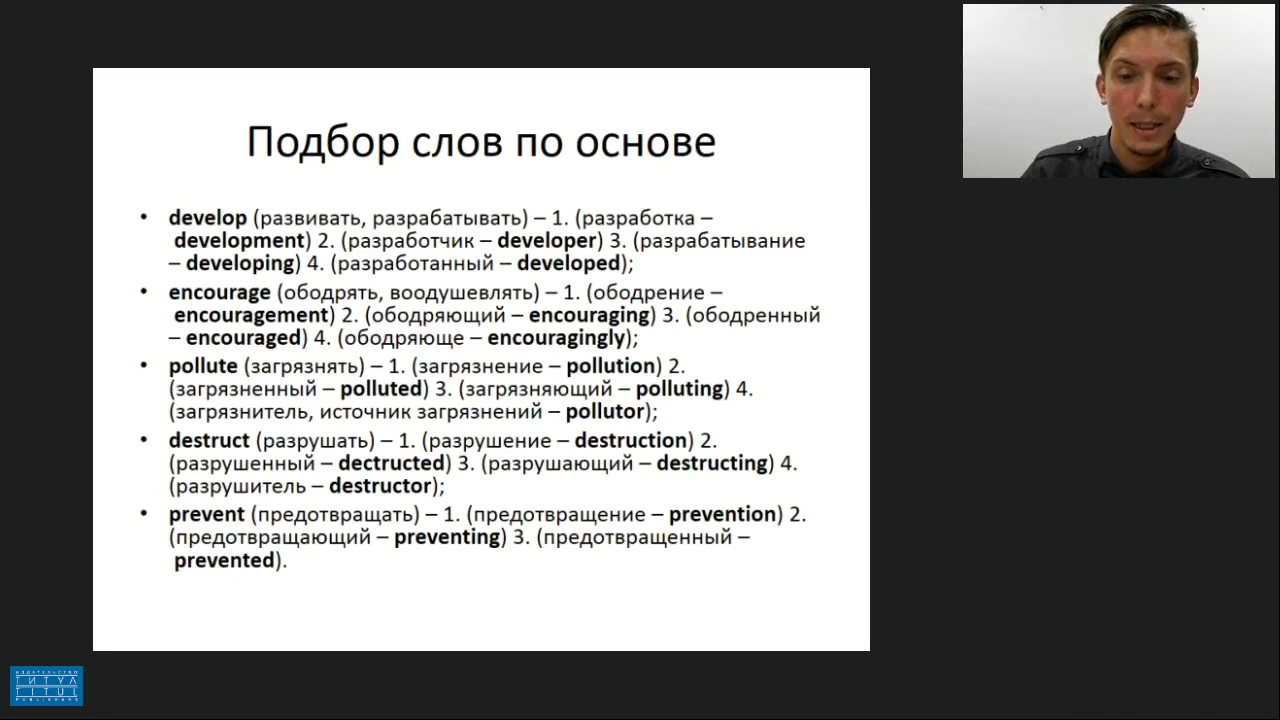 Подбор слов по основе
• develop (развивать, разрабатывать) – 1. (разработка –
development) 2. (разработчик – developer) 3. (разрабатывание
– developing) 4. (разработанный – developed);
• encourage (ободрять, воодушевлять) – 1. (ободрение –
encouragement) 2. (ободряющий – encouraging) 3. (ободренный
– encouraged) 4. (ободряюще – encouragingly);
• pollute (загрязнять) – 1. (загрязнение – pollution) 2.
(загрязненный – polluted) 3. (загрязняющий – polluting) 4.
(загрязнитель, источник загрязнений – pollutor);
• destruct (разрушать) – 1. (разрушение – destruction) 2.
(разрушенный – dectructed) 3. (разрушающий – destructing) 4.
(разрушитель – destructor);
• prevent (предотвращать) – 1. (предотвращение – prevention) 2.
(предотвращающий – preventing) 3. (предотвращенный –
prevented).
ИЗДАТЕЛЬСТВО
ТИТУЛ
TITUL
PUBLISHERS